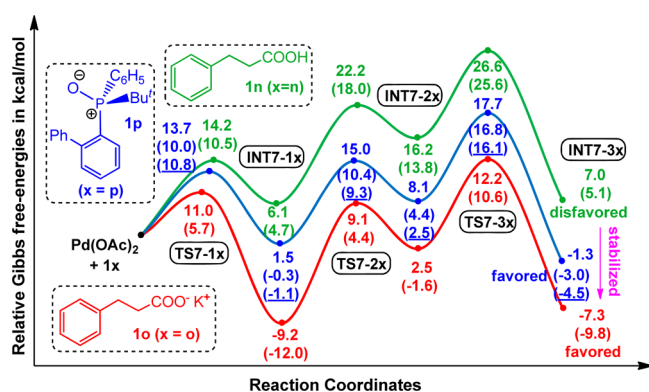 Relative Gibbs free-energies in kcal/mol
⊖
O
C6H5
P
⊕
Buᵗ
1p
Ph
(x = p)
COOH
1n (x=n)
13.7
(10.0)
(10.8)
14.2
(10.5)
INT7-1x
22.2
(18.0)
INT7-2x
26.6
(25.6)
17.7
(16.8)
(16.1)
INT7-3x
15.0
(10.4)
(9.3)
16.2
(13.8)
12.2
(10.6)
7.0
(5.1)
disfavored
stabilized
Pd(OAc)2
+ 1x
11.0
(5.7)
TS7-1x
6.1
(4.7)
1.5
(-0.3)
(-1.1)
9.1
(4.4)
TS7-2x
8.1
(4.4)
(2.5)
TS7-3x
2.5
(-1.6)
-1.3
(-3.0)
(-4.5)
favored
COO⁻ K⁺
1o (x = o)
-9.2
(-12.0)
-7.3
(-9.8)
favored
Reaction Coordinates